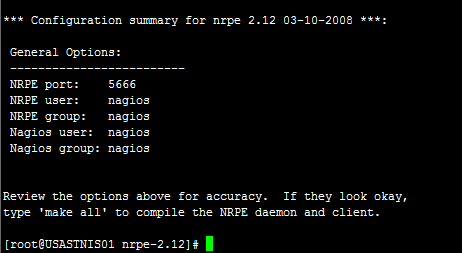 *** Configuration summary for nrpe 2.12 03-10-2008 ***:
General Options:
-------------------------
NRPE port:    5666
NRPE user:    nagios
NRPE group:   nagios
Nagios user:  nagios
Nagios group: nagios
Review the options above for accuracy.  If they look okay,
type 'make all' to compile the NRPE daemon and client.
[root@USASTNIS01 nrpe-2.12]#